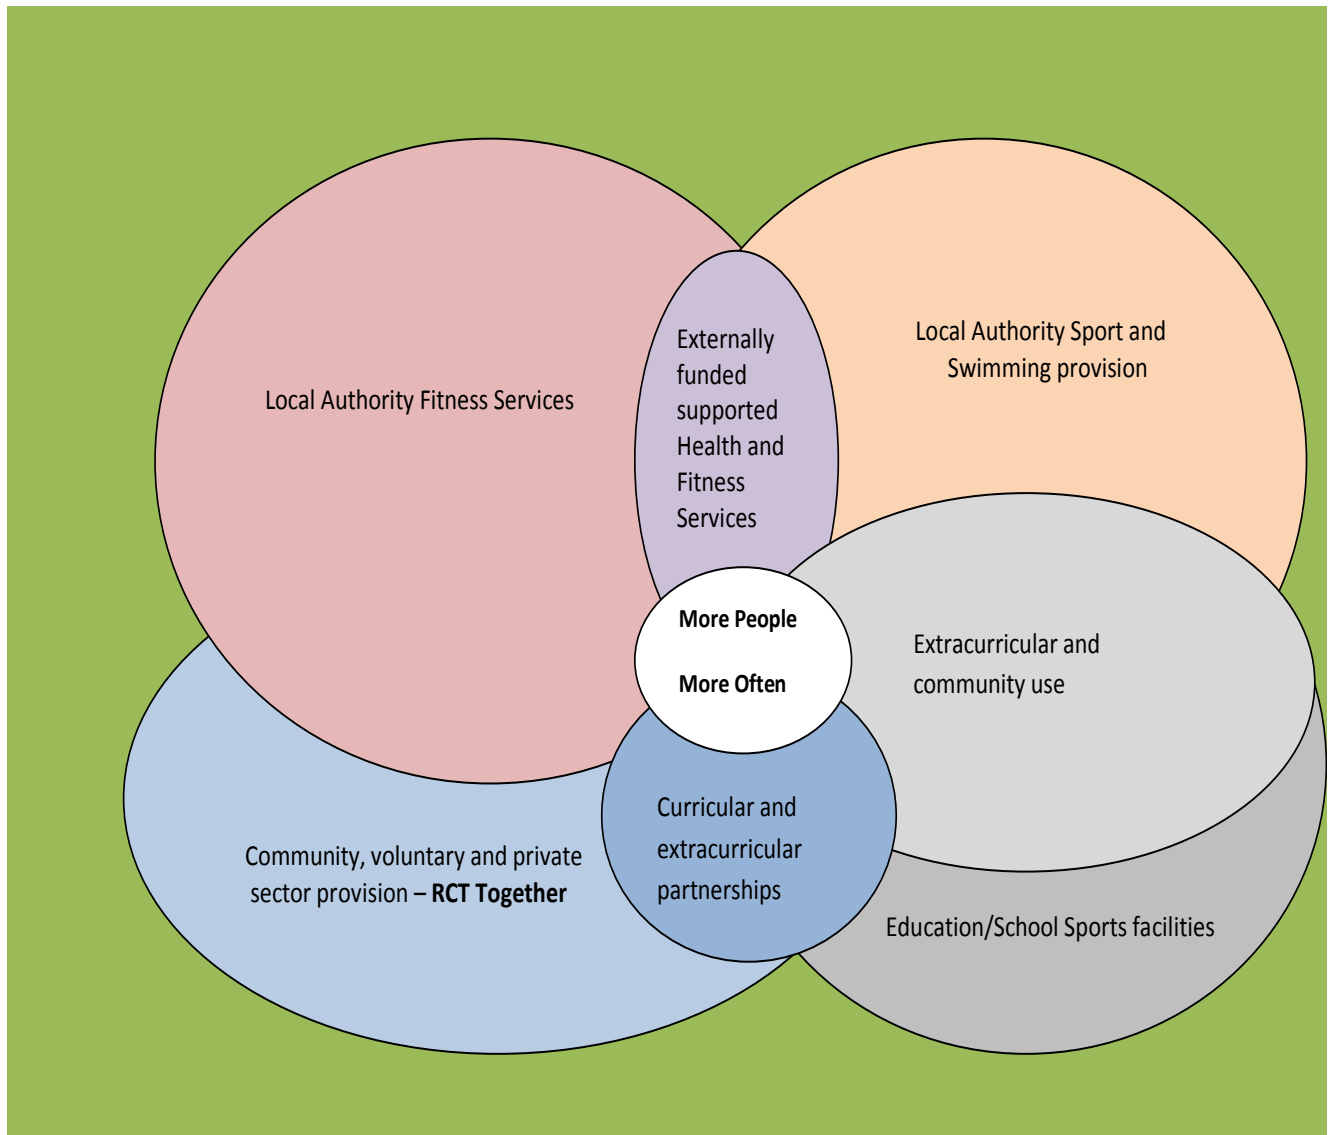 Local Authority Fitness Services
Externally
funded
supported
Health and
Fitness
Services
Local Authority Sport and
Swimming provision
More People
More Often
Extracurricular and
community use
Community, voluntary and private
sector provision – RCT Together
Curricular and
extracurricular
partnerships
Education/School Sports facilities